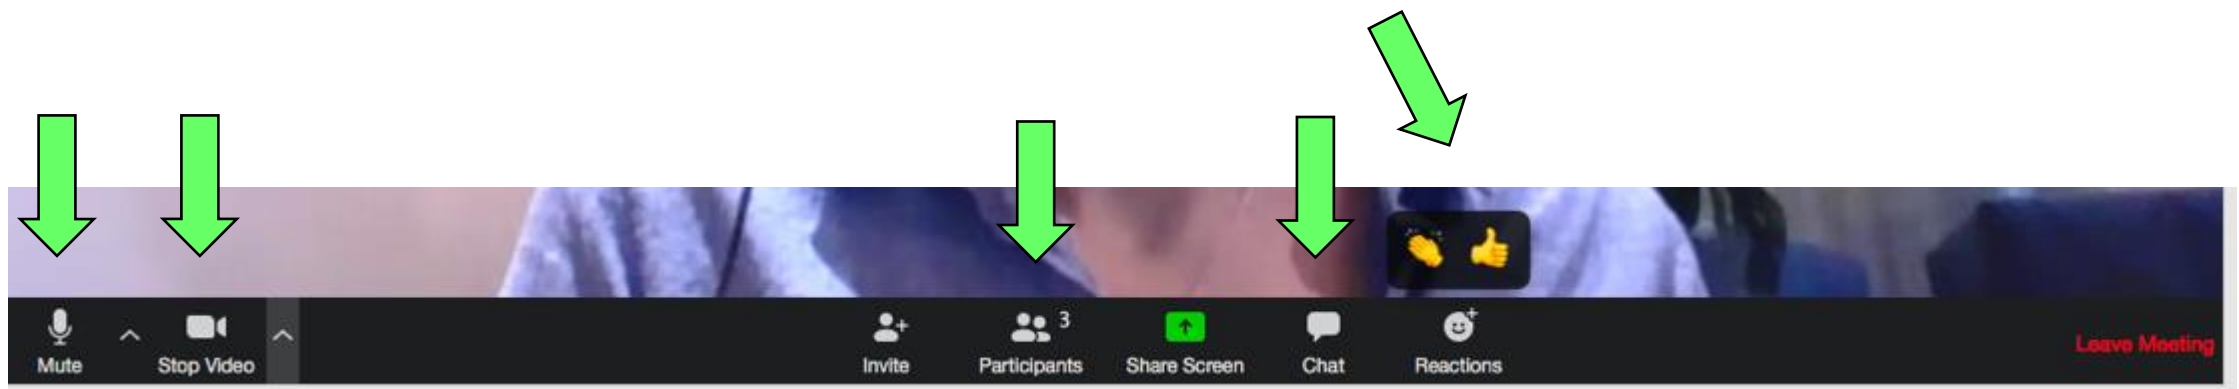 3
Mute
Stop Video
Invite
Participants
Share Screen
Chat
Reactions
Leave Meeting